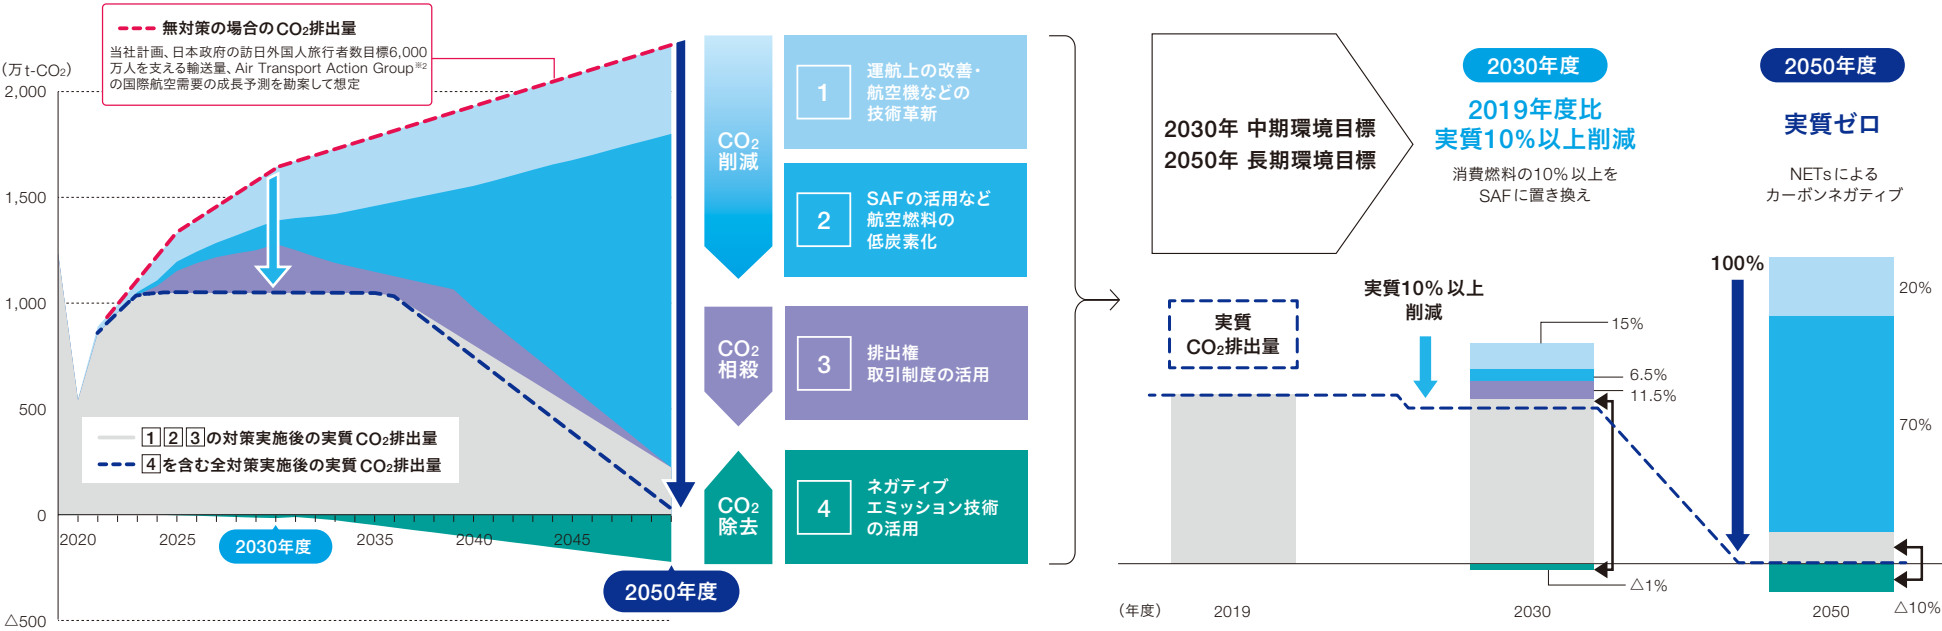 無対策の場合のCO₂排出量
当社計画、日本政府の訪日外国人旅行者数目標6,000
万人を支える輸送量、Air Transport Action Group※2
の国際航空需要の成長予測を勘案して想定
(万t-CO₂)
2,000
1,500
1,000
500
0
△500
1 2 3の対策実施後の実質CO₂排出量
4を含む全対策実施後の実質CO₂排出量
2020
2025
2030年度
2035
2040
2045
2050年度
CO₂
削減
1
運航上の改善・
航空機などの
技術革新
2
SAFの活用など
航空燃料の
低炭素化
CO₂
相殺
3
排出権
取引制度の活用
CO₂
除去
4
ネガティブ
エミッション技術
の活用
2030年 中期環境目標
2050年 長期環境目標
2030年度
2019年度比
実質10%以上削減
消費燃料の10%以上を
SAFに置き換え
2050年度
実質ゼロ
NETsによる
カーボンネガティブ
実質
CO₂排出量
実質10%以上
削減
15%
6.5%
11.5%
△1%
100%
20%
70%
△10%
(年度)
2019
2030
2050